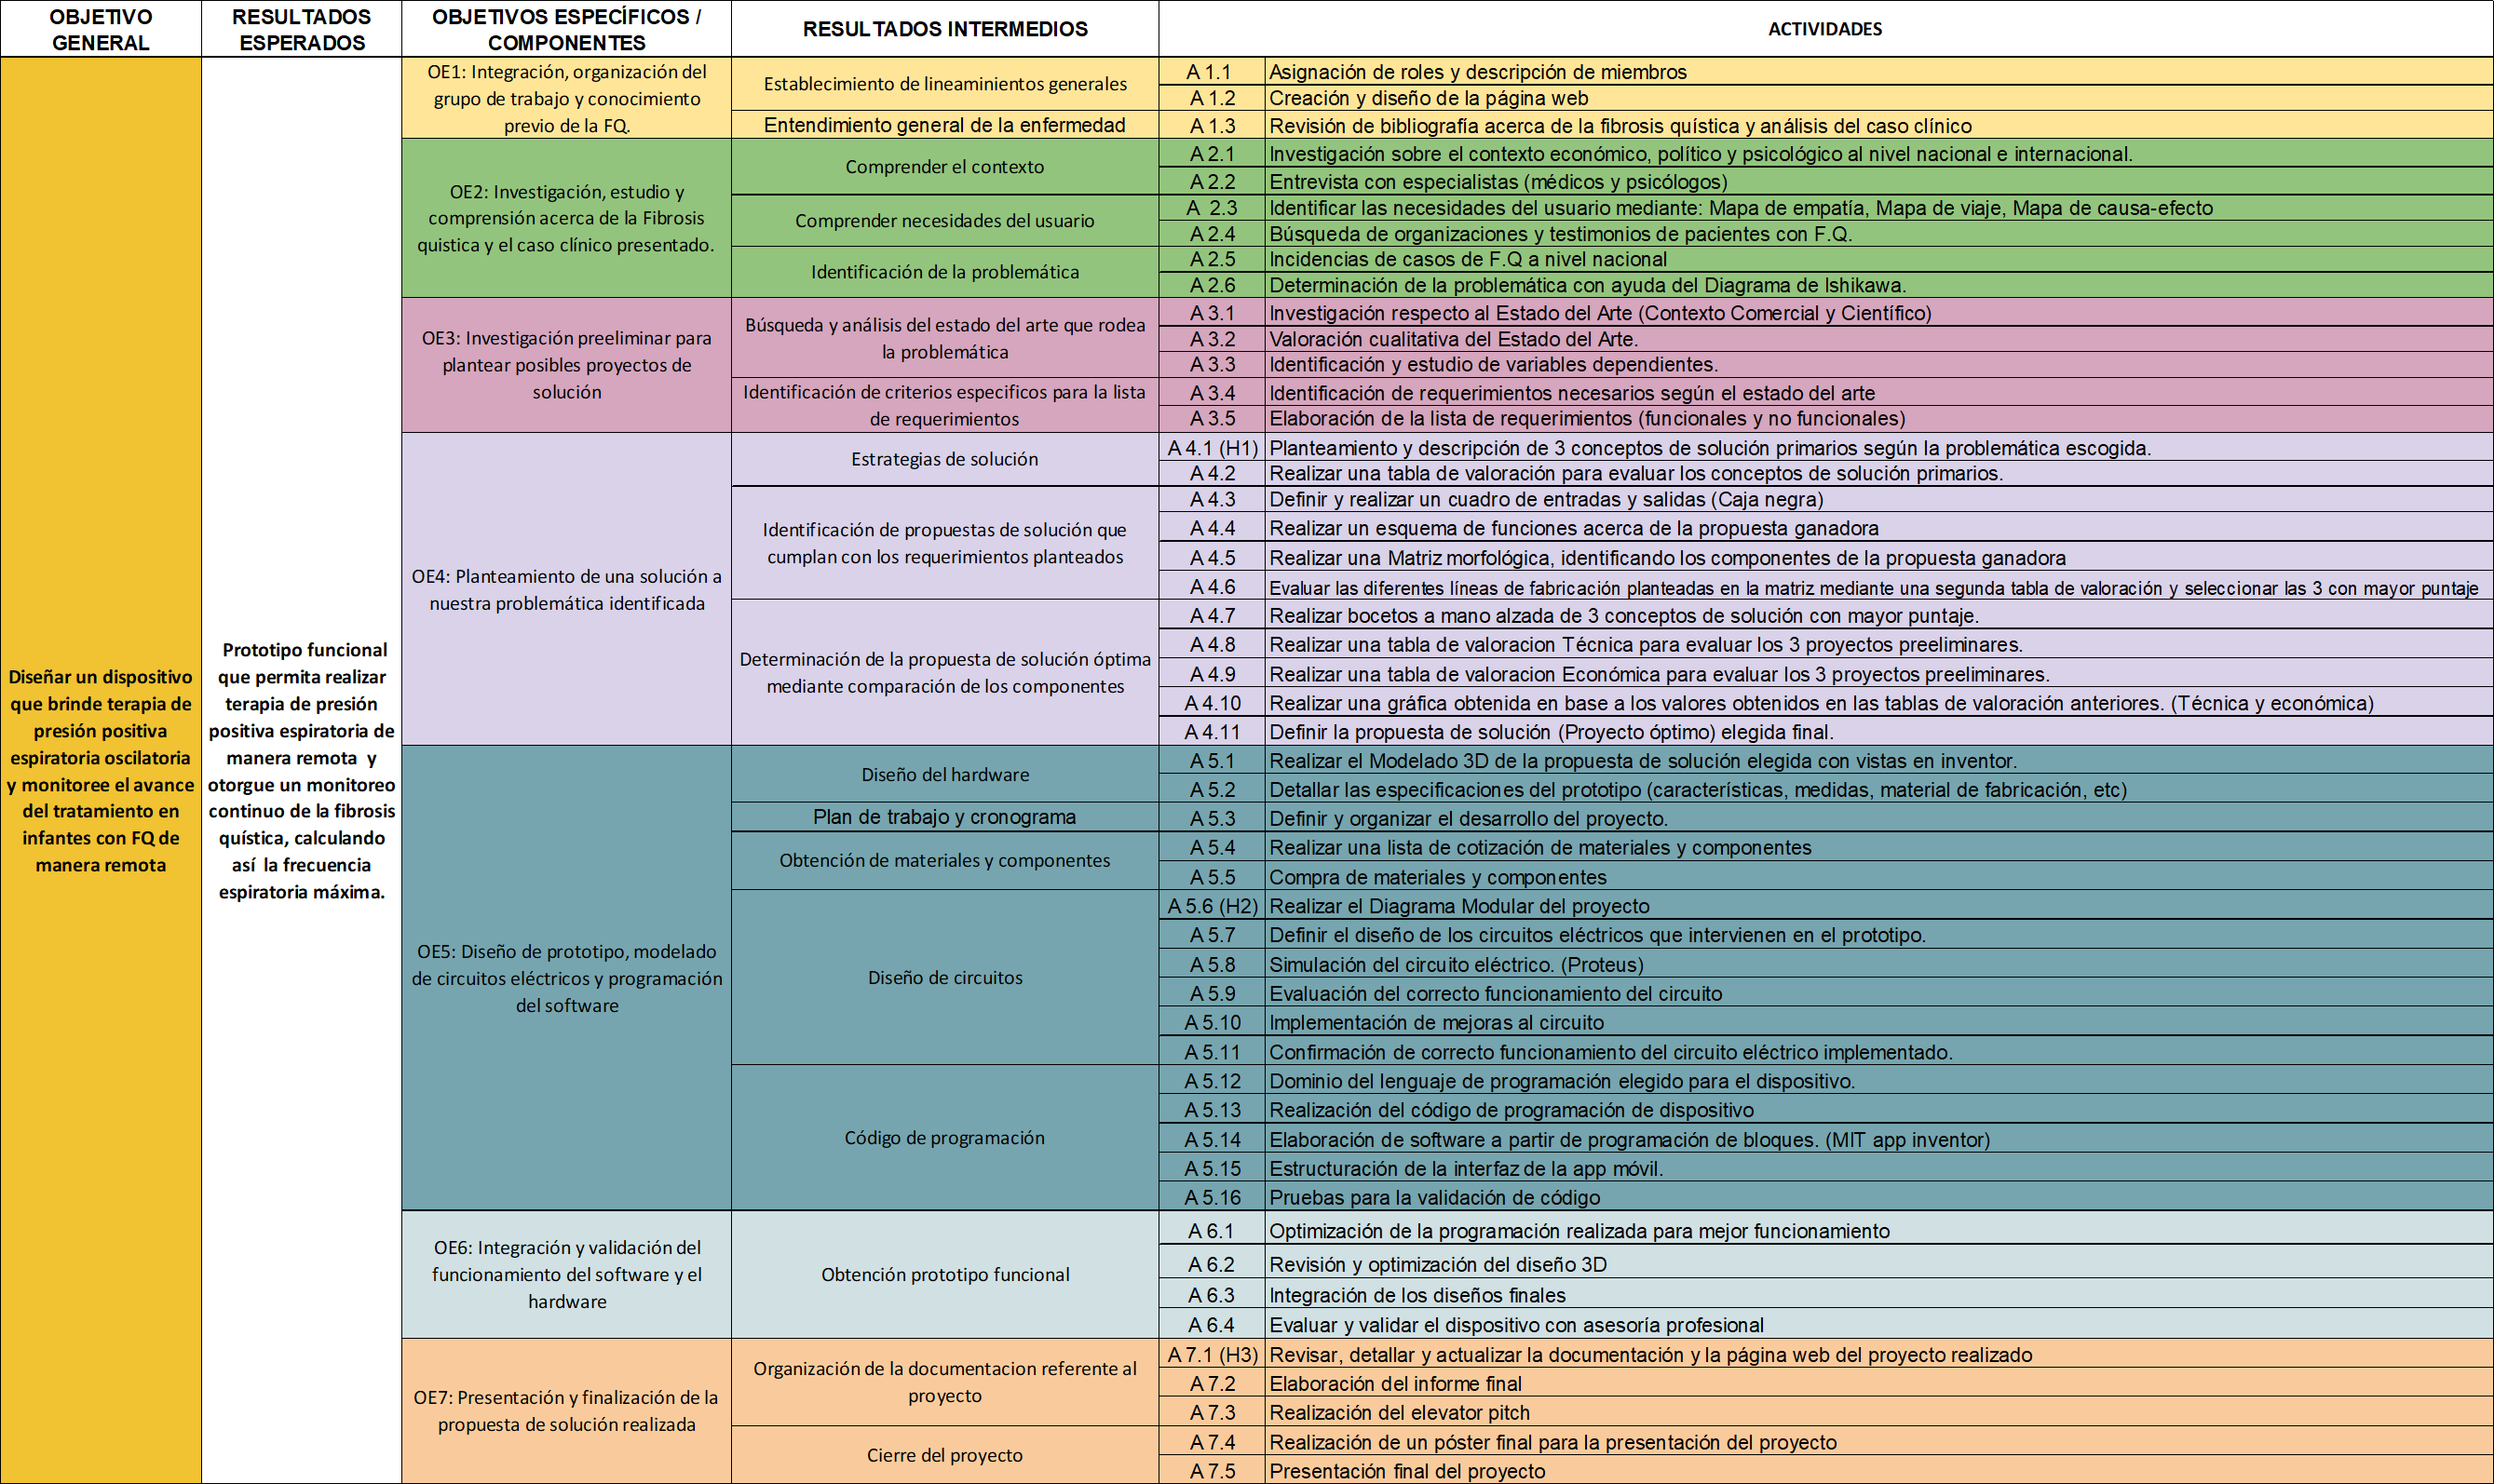 OBJETIVO
GENERAL
RESULTADOS
ESPERADOS
OBJETIVOS ESPECÍFICOS /
COMPONENTES
RESULTADOS INTERMEDIOS
ACTIVIDADES
Diseñar un dispositivo
que brinde terapia de
presión positiva
espiratoria oscilatoria
y monitoree el avance
del tratamiento en
infantes con FQ de
manera remota
Prototipo funcional
que permita realizar
terapia de presión
positiva espiratoria de
manera remota y
otorgue un monitoreo
continuo de la fibrosis
quística, calculando
así la frecuencia
espiratoria máxima.
OE1: Integración, organización del
grupo de trabajo y conocimiento
previo de la FQ.
Establecimiento de lineaminientos generales
A 1.1 Asignación de roles y descripción de miembros
A 1.2 Creación y diseño de la página web
Entendimiento general de la enfermedad
A 1.3 Revisión de bibliografía acerca de la fibrosis quística y análisis del caso clínico
OE2: Investigación, estudio y
comprensión acerca de la Fibrosis
quistica y el caso clínico presentado.
Comprender el contexto
A 2.1 Investigación sobre el contexto económico, político y psicológico al nivel nacional e internacional.
A 2.2 Entrevista con especialistas (médicos y psicólogos)
Comprender necesidades del usuario
A 2.3 Identificar las necesidades del usuario mediante: Mapa de empatía, Mapa de viaje, Mapa de causa-efecto
A 2.4 Búsqueda de organizaciones y testimonios de pacientes con F.Q.
Identificación de la problemática
A 2.5 Incidencias de casos de F.Q a nivel nacional
A 2.6 Determinación de la problemática con ayuda del Diagrama de Ishikawa.
OE3: Investigación preeliminar para
plantear posibles proyectos de
solución
Búsqueda y análisis del estado del arte que rodea
la problemática
A 3.1 Investigación respecto al Estado del Arte (Contexto Comercial y Científico)
A 3.2 Valoración cualitativa del Estado del Arte.
A 3.3 Identificación y estudio de variables dependientes.
Identificación de criterios especificos para la lista
de requerimientos
A 3.4 Identificación de requerimientos necesarios según el estado del arte
A 3.5 Elaboración de la lista de requerimientos (funcionales y no funcionales)
OE4: Planteamiento de una solución a
nuestra problemática identificada
Estrategias de solución
A 4.1 (H1) Planteamiento y descripción de 3 conceptos de solución primarios según la problemática escogida.
A 4.2 Realizar una tabla de valoración para evaluar los conceptos de solución primarios.
Identificación de propuestas de solución que
cumplan con los requerimientos planteados
A 4.3 Definir y realizar un cuadro de entradas y salidas (Caja negra)
A 4.4 Realizar un esquema de funciones acerca de la propuesta ganadora
A 4.5 Realizar una Matriz morfológica, identificando los componentes de la propuesta ganadora
A 4.6 Evaluar las diferentes líneas de fabricación planteadas en la matriz mediante una segunda tabla de valoración y seleccionar las 3 con mayor puntaje
Determinación de la propuesta de solución óptima
mediante comparación de los componentes
A 4.7 Realizar bocetos a mano alzada de 3 conceptos de solución con mayor puntaje.
A 4.8 Realizar una tabla de valoracion Técnica para evaluar los 3 proyectos preeliminares.
A 4.9 Realizar una tabla de valoracion Económica para evaluar los 3 proyectos preeliminares.
A 4.10 Realizar una gráfica obtenida en base a los valores obtenidos en las tablas de valoración anteriores. (Técnica y económica)
A 4.11 Definir la propuesta de solución (Proyecto óptimo) elegida final.
OE5: Diseño de prototipo, modelado
de circuitos eléctricos y programación
del software
Diseño del hardware
A 5.1 Realizar el Modelado 3D de la propuesta de solución elegida con vistas en inventor.
A 5.2 Detallar las especificaciones del prototipo (características, medidas, material de fabricación, etc)
Plan de trabajo y cronograma
A 5.3 Definir y organizar el desarrollo del proyecto.
Obtención de materiales y componentes
A 5.4 Realizar una lista de cotización de materiales y componentes
A 5.5 Compra de materiales y componentes
Diseño de circuitos
A 5.6 (H2) Realizar el Diagrama Modular del proyecto
A 5.7 Definir el diseño de los circuitos eléctricos que intervienen en el prototipo.
A 5.8 Simulación del circuito eléctrico. (Proteus)
A 5.9 Evaluación del correcto funcionamiento del circuito
A 5.10 Implementación de mejoras al circuito
A 5.11 Confirmación de correcto funcionamiento del circuito eléctrico implementado.
Código de programación
A 5.12 Dominio del lenguaje de programación elegido para el dispositivo.
A 5.13 Realización del código de programación de dispositivo
A 5.14 Elaboración de software a partir de programación de bloques. (MIT app inventor)
A 5.15 Estructuración de la interfaz de la app móvil.
A 5.16 Pruebas para la validación de código
OE6: Integración y validación del
funcionamiento del software y el
hardware
Obtención prototipo funcional
A 6.1 Optimización de la programación realizada para mejor funcionamiento
A 6.2 Revisión y optimización del diseño 3D
A 6.3 Integración de los diseños finales
A 6.4 Evaluar y validar el dispositivo con asesoría profesional
OE7: Presentación y finalización de la
propuesta de solución realizada
Organización de la documentacion referente al
proyecto
A 7.1 (H3) Revisar, detallar y actualizar la documentación y la página web del proyecto realizado
A 7.2 Elaboración del informe final
A 7.3 Realización del elevator pitch
Cierre del proyecto
A 7.4 Realización de un póster final para la presentación del proyecto
A 7.5 Presentación final del proyecto